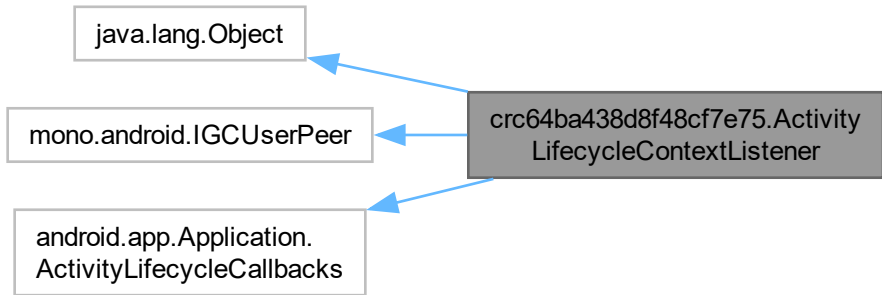 java.lang.Object
mono.android.IGCUserPeer
android.app.Application.
ActivityLifecycleCallbacks
crc64ba438d8f48cf7e75.Activity
LifecycleContextListener